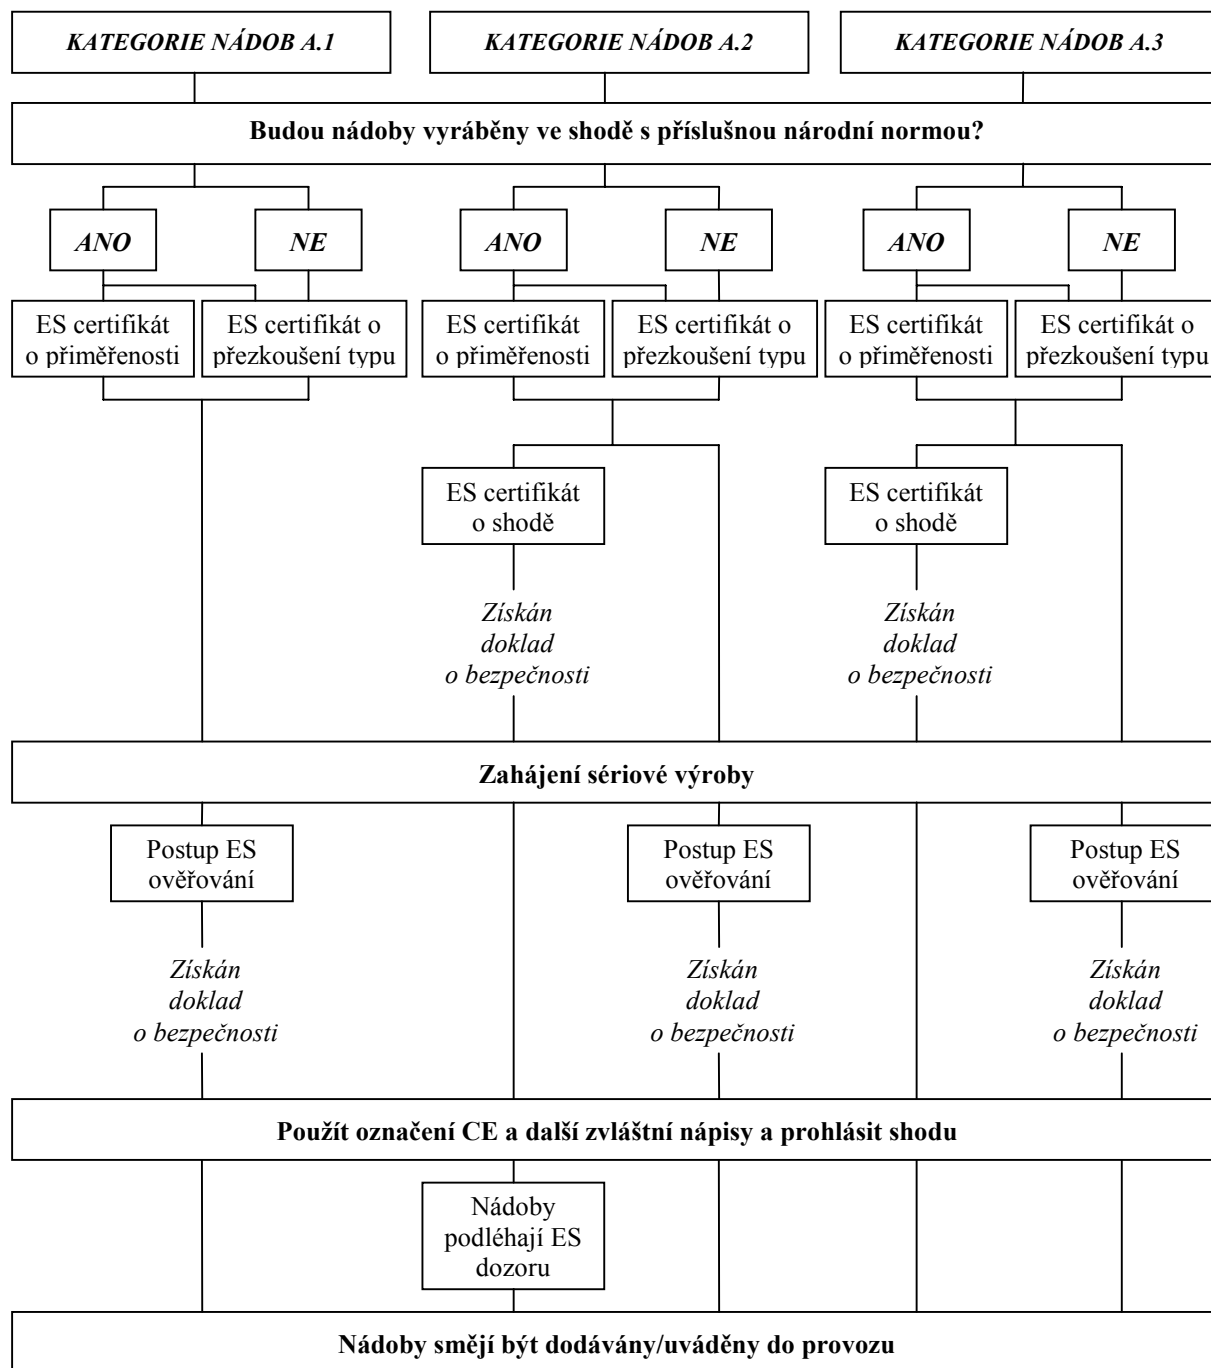 KATEGORIE NÁDOB A.1
KATEGORIE NÁDOB A.2
KATEGORIE NÁDOB A.3
Budou nádoby vyráběny ve shodě s příslušnou národní normou?
ANO
NE
ANO
NE
ANO
NE
ES certifikát
o přiměřenosti
ES certifikát o
přezkoušení typu
ES certifikát
o přiměřenosti
ES certifikát o
přezkoušení typu
ES certifikát
o přiměřenosti
ES certifikát o
přezkoušení typu
ES certifikát
o shodě
ES certifikát
o shodě
Získán
doklad
o bezpečnosti
Získán
doklad
o bezpečnosti
Zahájení sériové výroby
Postup ES
ověřování
Postup ES
ověřování
Postup ES
ověřování
Získán
doklad
o bezpečnosti
Získán
doklad
o bezpečnosti
Získán
doklad
o bezpečnosti
Použít označení CE a další zvláštní nápisy a prohlásit shodu
Nádoby
podléhají ES
dozoru
Nádoby smějí být dodávány/uváděny do provozu